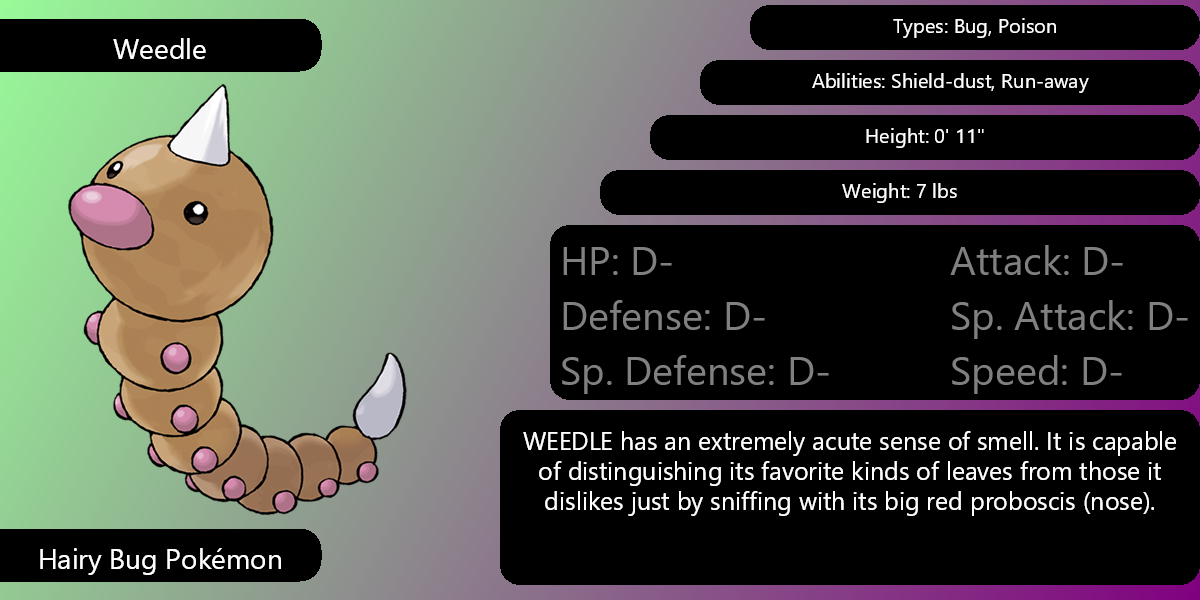 Weedle
Types: Bug, Poison
Abilities: Shield-dust, Run-away
Height: 0' 11"
Weight: 7 lbs
HP: D-
Attack: D-
Defense: D-
Sp. Attack: D-
Sp. Defense: D-
Speed: D-
WEEDLE has an extremely acute sense of smell. It is capable
of distinguishing its favorite kinds of leaves from those it
dislikes just by sniffing with its big red proboscis (nose).
Hairy Bug Pokémon